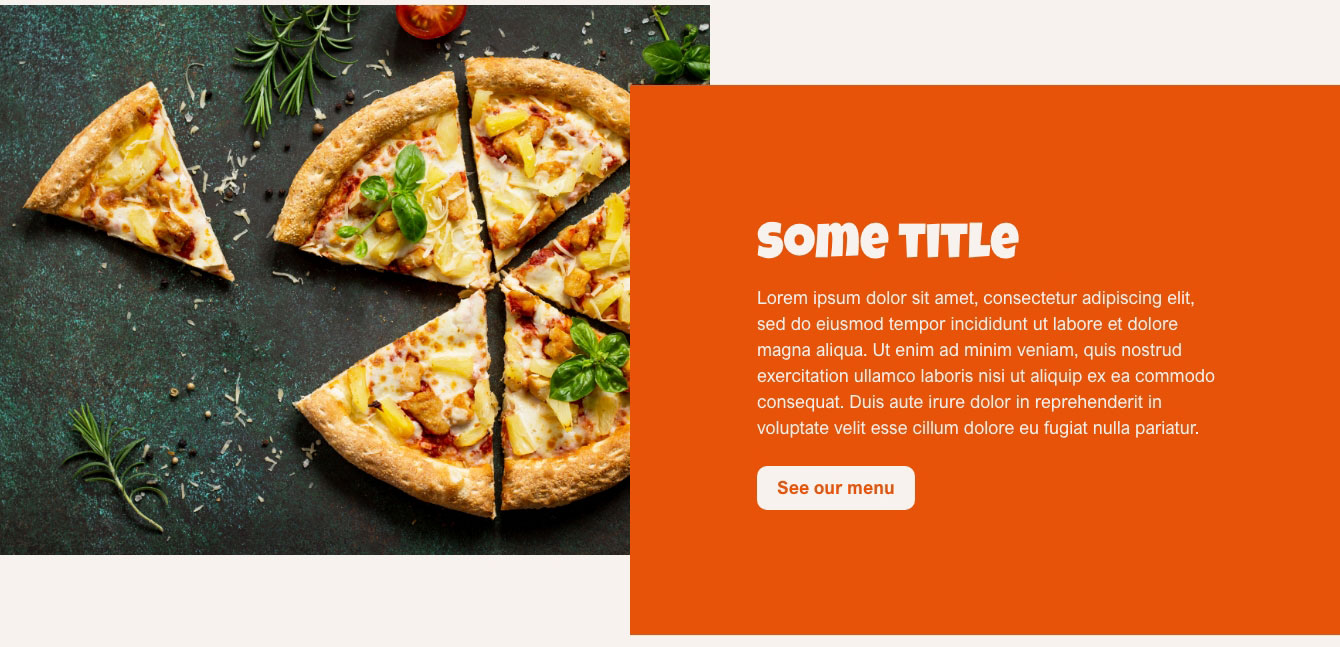 Some Title
Lorem ipsum dolor sit amet, consectetur adipiscing elit,
sed do eiusmod tempor incididunt ut labore et dolore
magna aliqua. Ut enim ad minim veniam, quis nostrud
exercitation ullamco laboris nisi ut aliquip ex ea commodo
consequat. Duis aute irure dolor in reprehenderit in
voluptate velit esse cillum dolore eu fugiat nulla pariatur.
See our menu